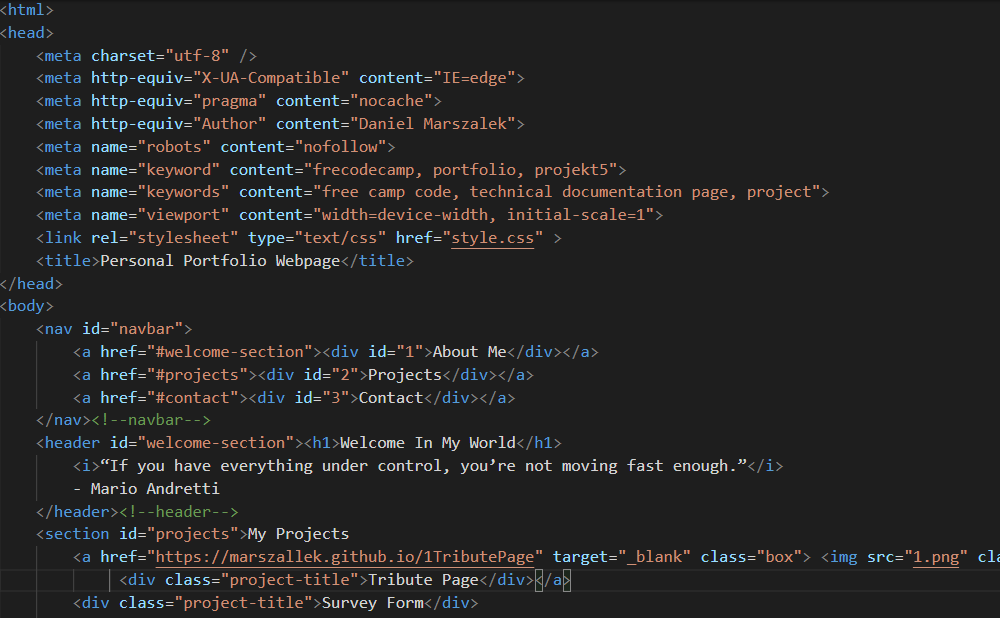 <html>
<head>
<meta charset="utf-8" />
<meta http-equiv="X-UA-Compatible" content="IE=edge">
<meta http-equiv="pragma" content="nocache">
<meta http-equiv="Author" content="Daniel Marszalek">
<meta name="robots" content="nofollow">
<meta name="keyword" content="frecodecamp, portfolio, projekt5">
<meta name="keywords" content="free camp code, technical documentation page, project">
<meta name="viewport" content="width=device-width, initial-scale=1">
<link rel="stylesheet" type="text/css" href="style.css" >
<title>Personal Portfolio Webpage</title>
</head>
<body>
<nav id="navbar">
<a href="#welcome-section"><div id="1">About Me</div></a>
<a href="#projects"><div id="2">Projects</div></a>
<a href="#contact"><div id="3">Contact</div></a>
</nav><!--navbar-->
<header id="welcome-section"><h1>Welcome In My World</h1>
<i>“If you have everything under control, you’re not moving fast enough.”</i>
- Mario Andretti
</header><!--header-->
<section id="projects">My Projects
<a href="https://marszallek.github.io/1TributePage" target="_blank" class="box"> <img src="1.png" cla
<div class="project-title">Tribute Page</div></a>
<div class="project-title">Survey Form</div>